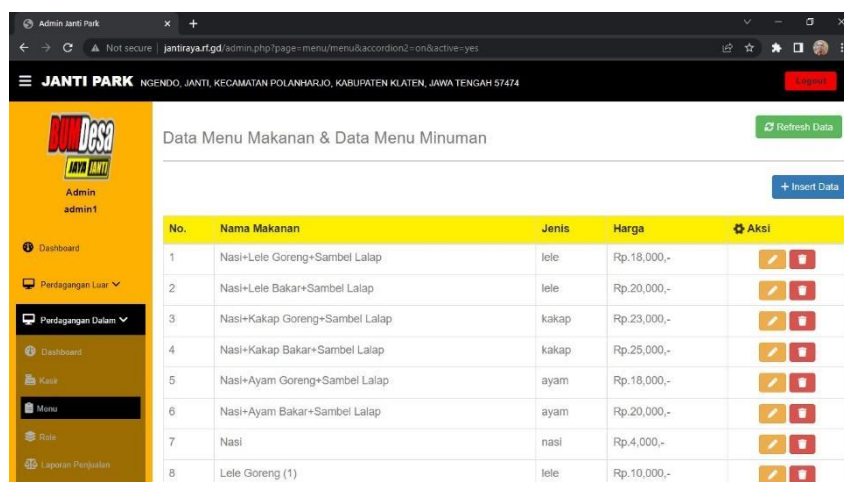 Admin Janti Park
Not secure | jantiraya.rf.gd/admin.php?page=menu/menu&accordion2=on&active=yes
JANTI PARK NGENDO, JANTI, KECAMATAN POLANHARJO, KABUPATEN KLATEN, JAWA TENGAH 57474
Logout
BUMDesa
JAYA JANTI
Admin
admin1
Dashboard
Perdagangan Luar
Perdagangan Dalam
Dashboard
Kasir
Menu
Role
Laporan Penjualan
Data Menu Makanan & Data Menu Minuman
Refresh Data
+ Insert Data
No. Nama Makanan Jenis Harga Aksi
1 Nasi+Lele Goreng+Sambel Lalap lele Rp.18,000,-
2 Nasi+Lele Bakar+Sambel Lalap lele Rp.20,000,-
3 Nasi+Kakap Goreng+Sambel Lalap kakap Rp.23,000,-
4 Nasi+Kakap Bakar+Sambel Lalap kakap Rp.25,000,-
5 Nasi+Ayam Goreng+Sambel Lalap ayam Rp.18,000,-
6 Nasi+Ayam Bakar+Sambel Lalap ayam Rp.20,000,-
7 Nasi nasi Rp.4,000,-
8 Lele Goreng (1) lele Rp.10,000,-